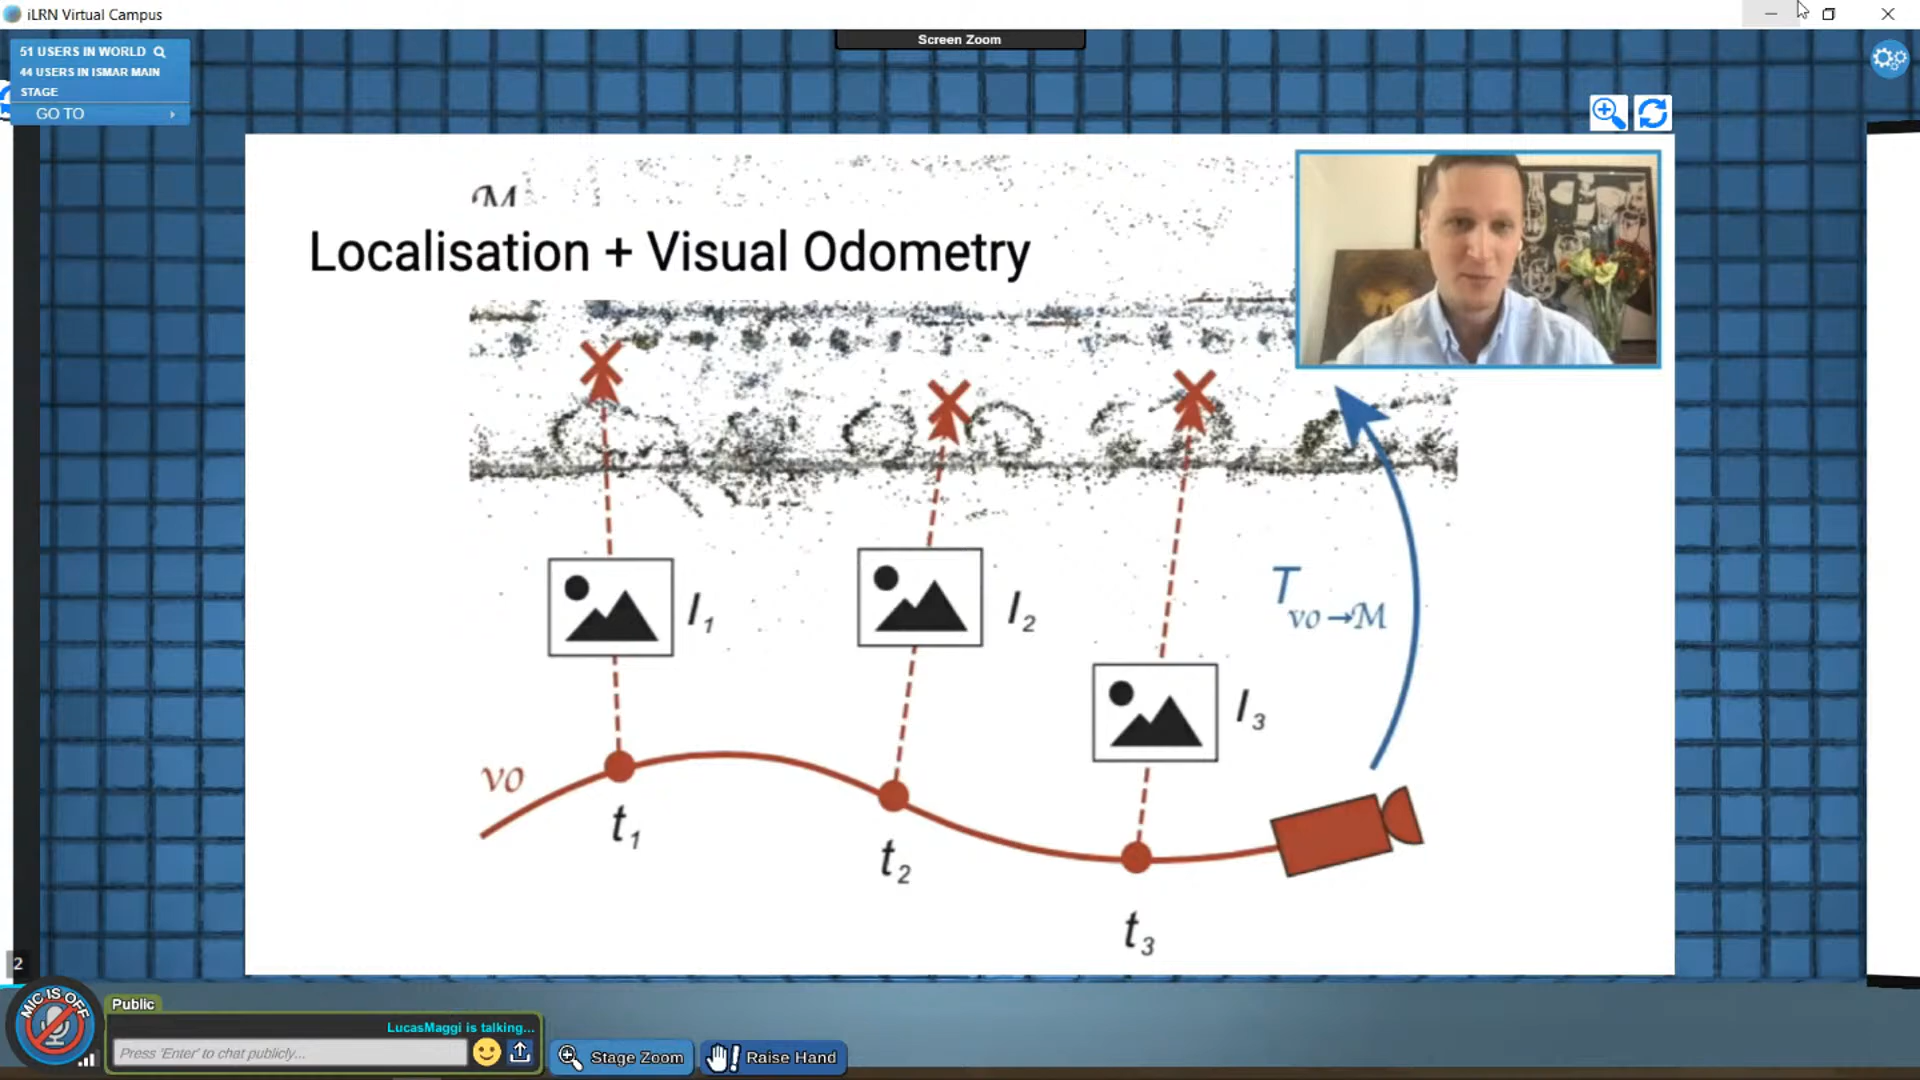 iLRN Virtual Campus
51 USERS IN WORLD
44 USERS IN ISMAR MAIN
STAGE
GO TO
Screen Zoom
M
Localisation + Visual Odometry
I1
I2
T vo→M
I3
vo
t1
t2
t3
2
MIC IS OFF
Public
LucasMaggi is talking...
Press 'Enter' to chat publicly...
Stage Zoom
Raise Hand